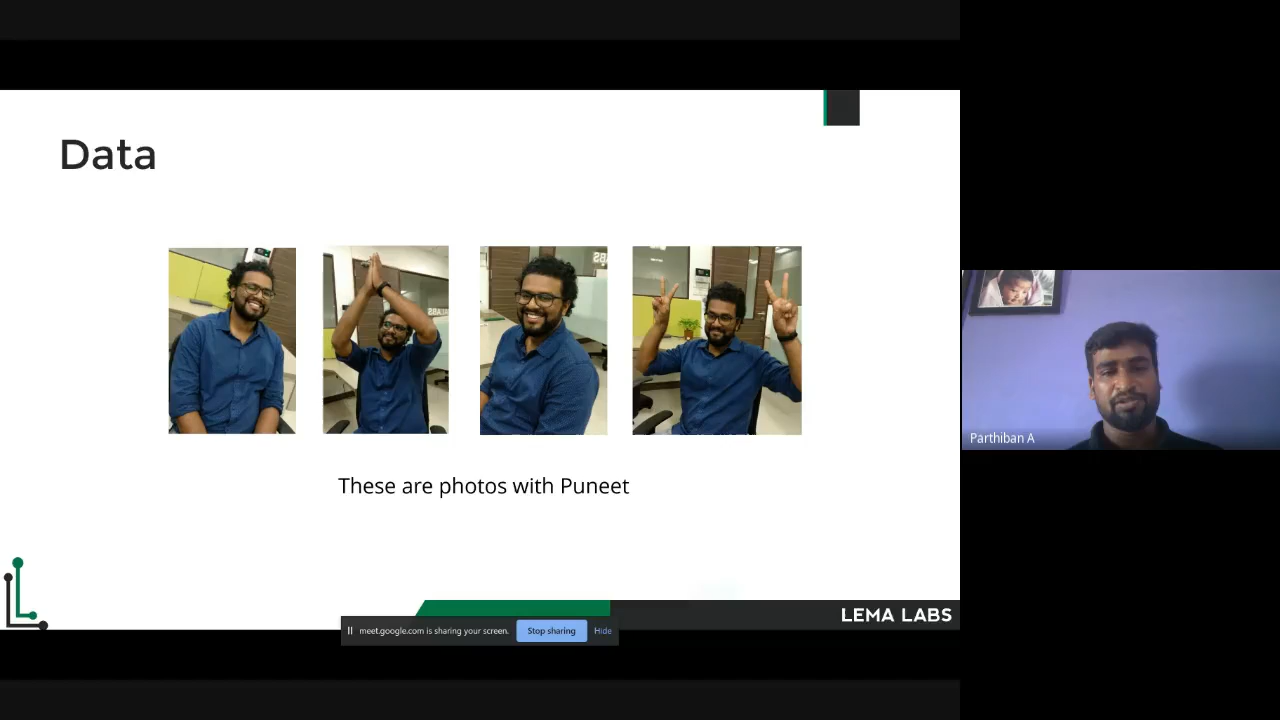 Data
These are photos with Puneet
LEMA LABS
meet.google.com is sharing your screen.
Stop sharing
Hide
Parthiban A